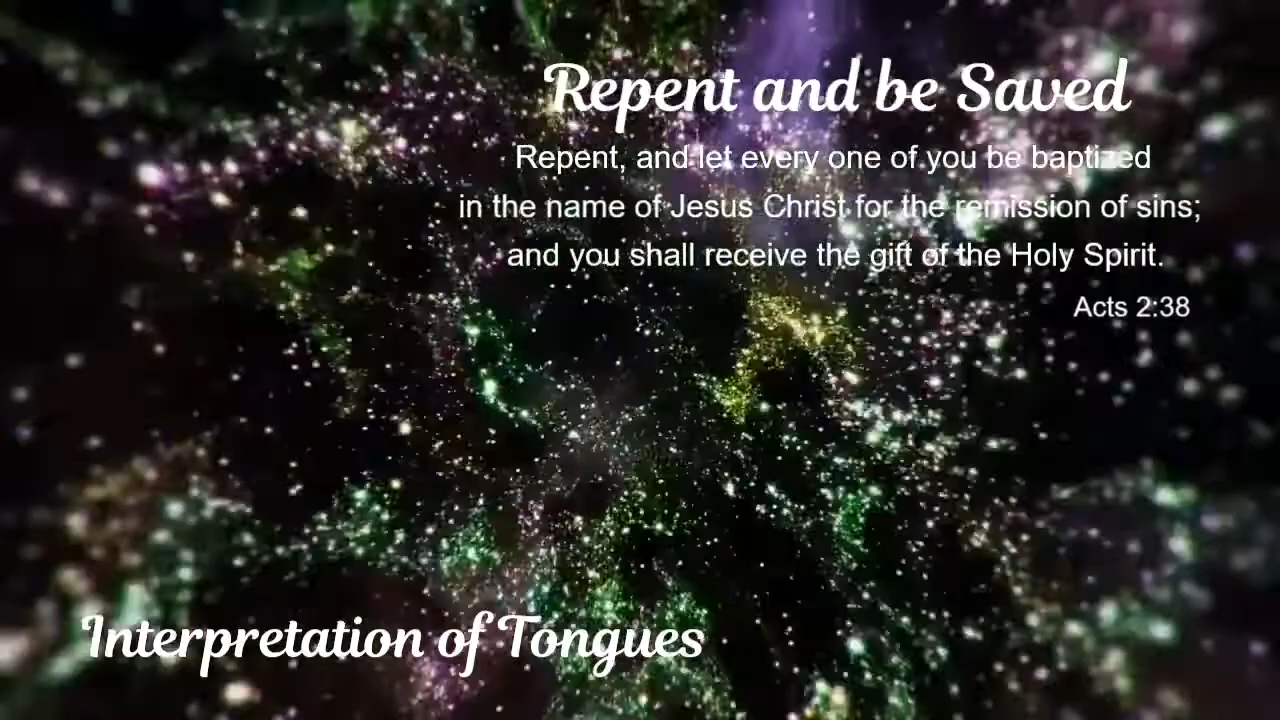 Repent and be Saved
Repent, and let every one of you be baptized
in the name of Jesus Christ for the remission of sins;
and you shall receive the gift of the Holy Spirit.
Acts 2:38
Interpretation of Tongues